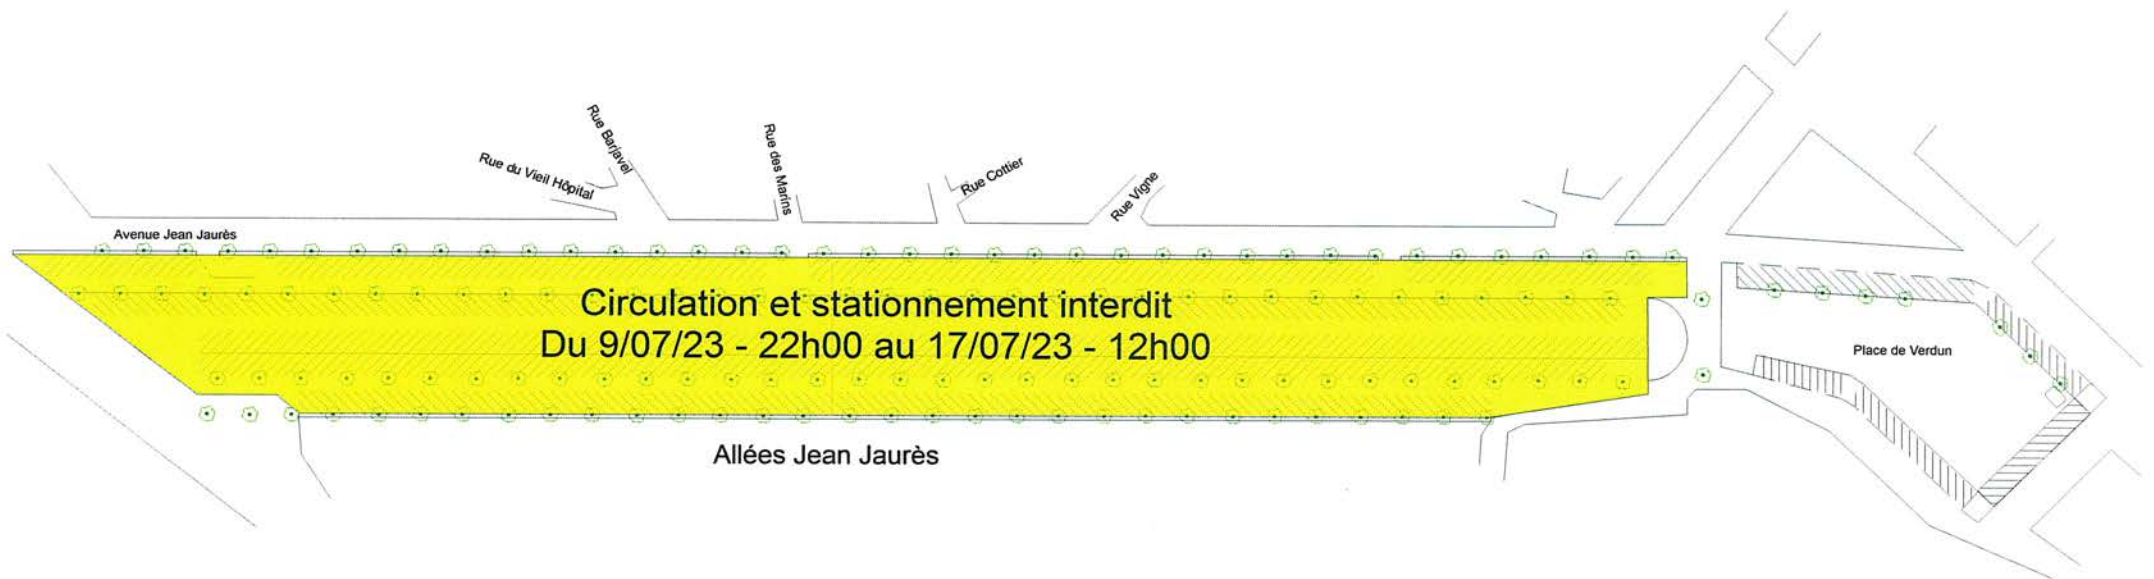 Rue Barjavel
Rue du Vieil Hôpital
Rue des Marins
Rue Cottier
Rue Vigne
Avenue Jean Jaurès
Circulation et stationnement interdit
Du 9/07/23 - 22h00 au 17/07/23 - 12h00
Place de Verdun
Allées Jean Jaurès